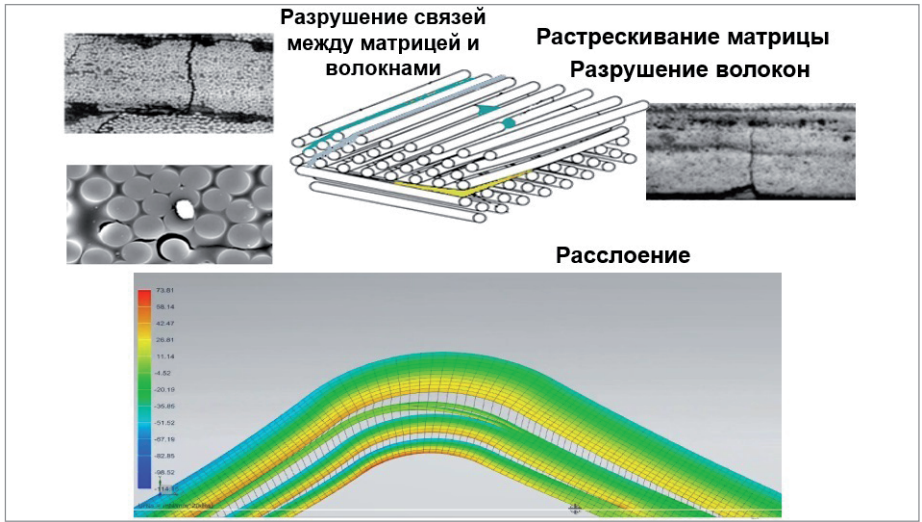 Разрушение связей
между матрицей и
волокнами
Растрескивание матрицы
Разрушение волокон
Расслоение
73.81
58.14
42.47
26.81
11.14
-4.52
-20.19
-35.85
-51.52
-67.19
-82.85
-98.52